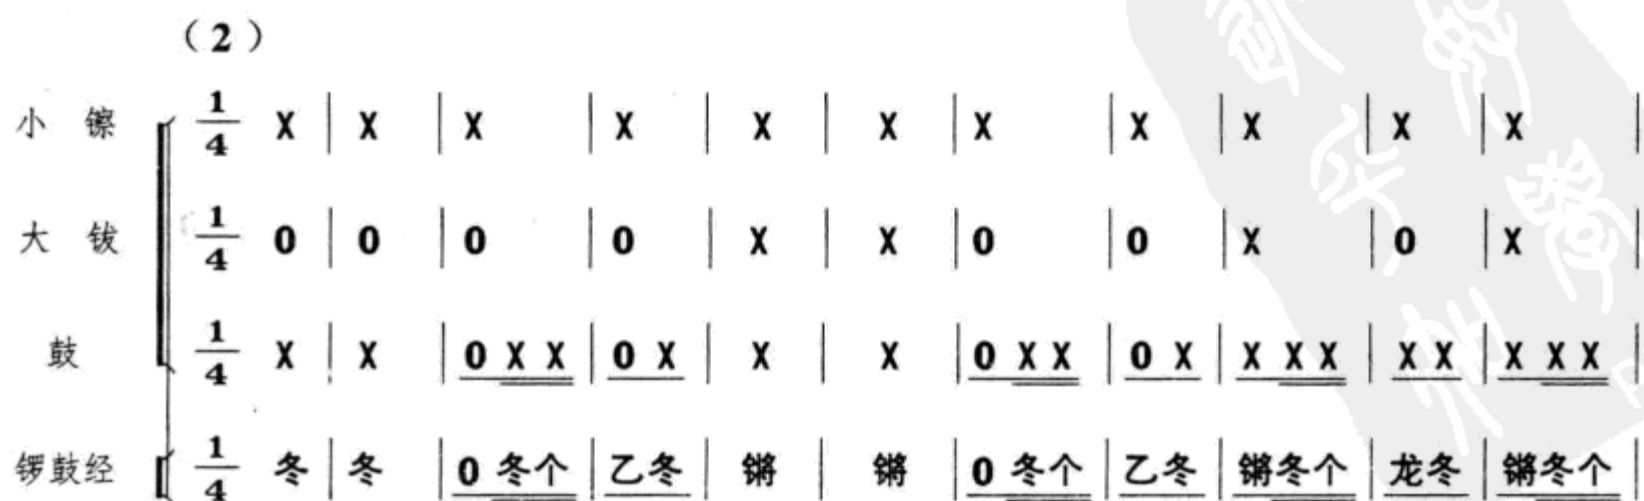 （2）
小 镲 1/4 X | X | X | X | X | X | X | X | X | X | X |
大 钹 1/4 0 | 0 | 0 | 0 | X | X | 0 | 0 | X | 0 | X |
鼓 1/4 X | X | 0 X X | 0 X | X | X | 0 X X | 0 X | X X X | X X | X X X |
锣鼓经 1/4 冬 | 冬 | 0 冬个 | 乙冬 | 锵 | 锵 | 0 冬个 | 乙冬 | 锵冬个 | 龙冬 | 锵冬个 |